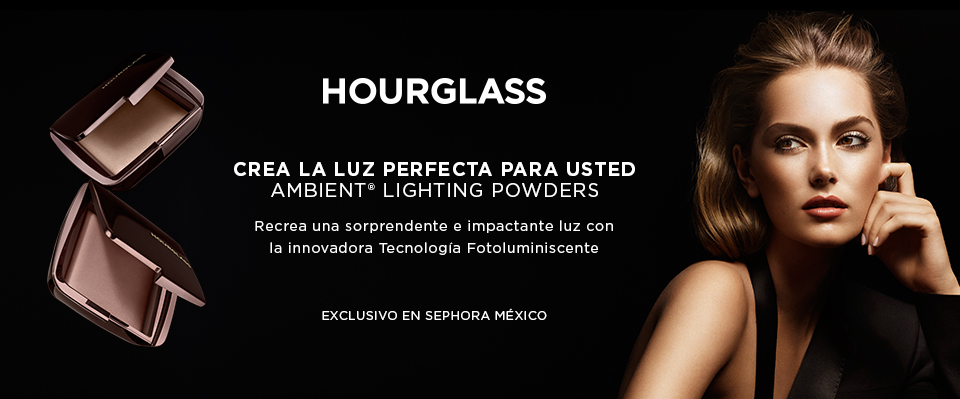 HOURGLASS
CREA LA LUZ PERFECTA PARA USTED
AMBIENT® LIGHTING POWDERS
Recrea una sorprendente e impactante luz con
la innovadora Tecnología Fotoluminiscente
EXCLUSIVO EN SEPHORA MÉXICO